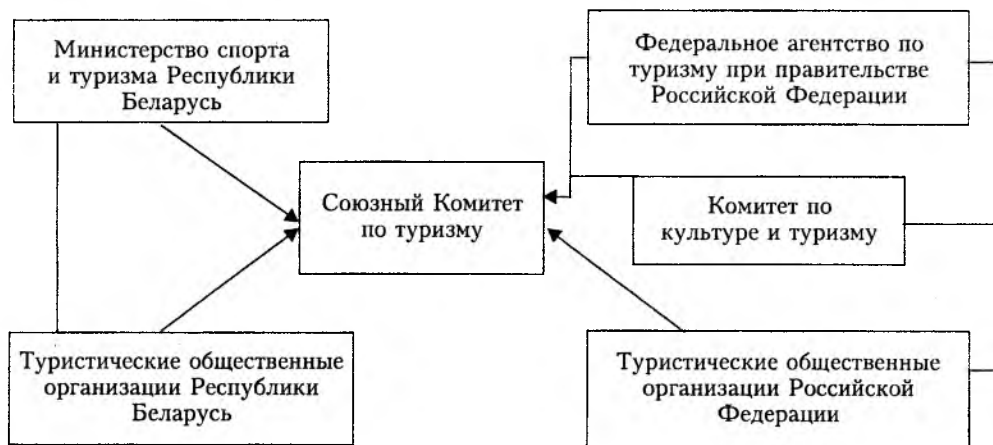 Министерство спорта
и туризма Республики
Беларусь
Федеральное агентство по
туризму при правительстве
Российской Федерации
Союзный Комитет
по туризму
Комитет по
культуре и туризму
Туристические общественные
организации Республики
Беларусь
Туристические общественные
организации Российской
Федерации